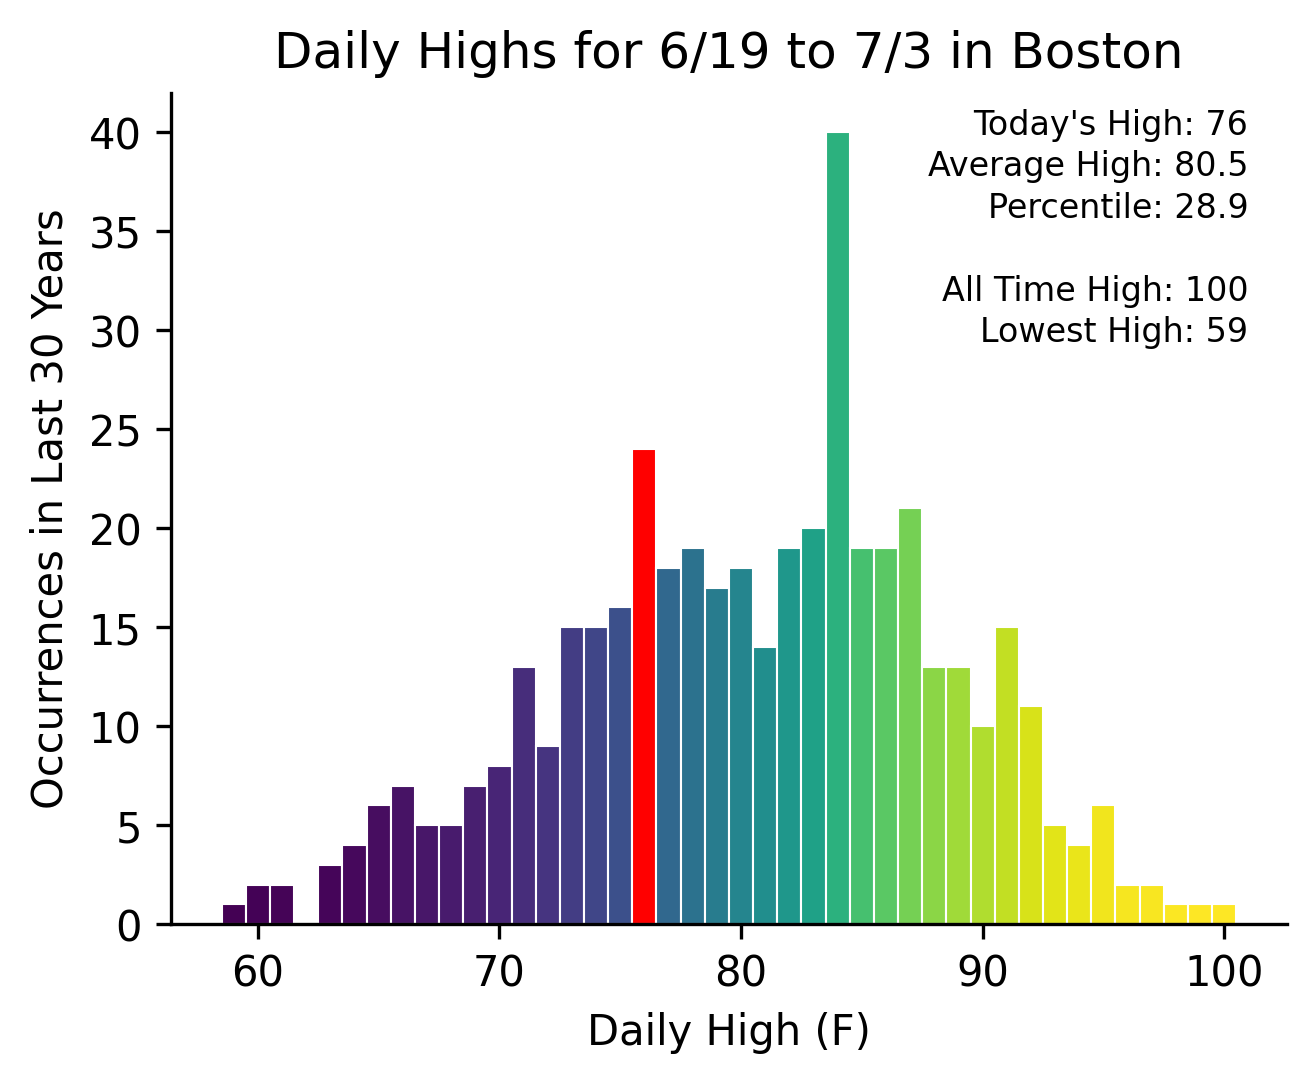 Daily Highs for 6/19 to 7/3 in Boston
Today's High: 76
Average High: 80.5
Percentile: 28.9
All Time High: 100
Lowest High: 59
Occurrences in Last 30 Years
40
35
30
25
20
15
10
5
0
60 70 80 90 100
Daily High (F)